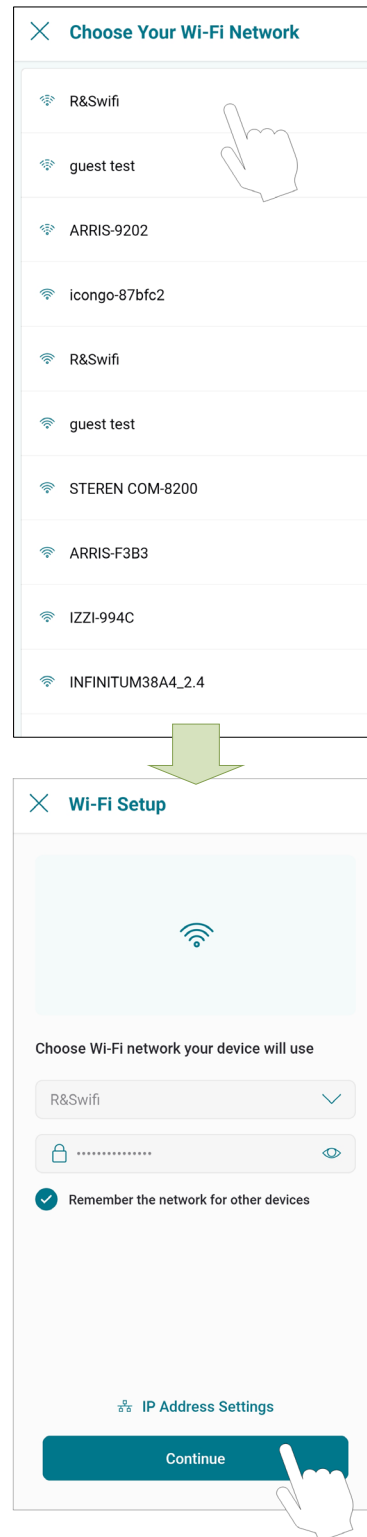 Choose Your Wi-Fi Network
R&Swifi
guest test
ARRIS-9202
icongo-87bfc2
R&Swifi
guest test
STEREN COM-8200
ARRIS-F3B3
IZZI-994C
INFINITUM38A4_2.4
Wi-Fi Setup
Choose Wi-Fi network your device will use
R&Swifi
•••••••••••••••
Remember the network for other devices
IP Address Settings
Continue